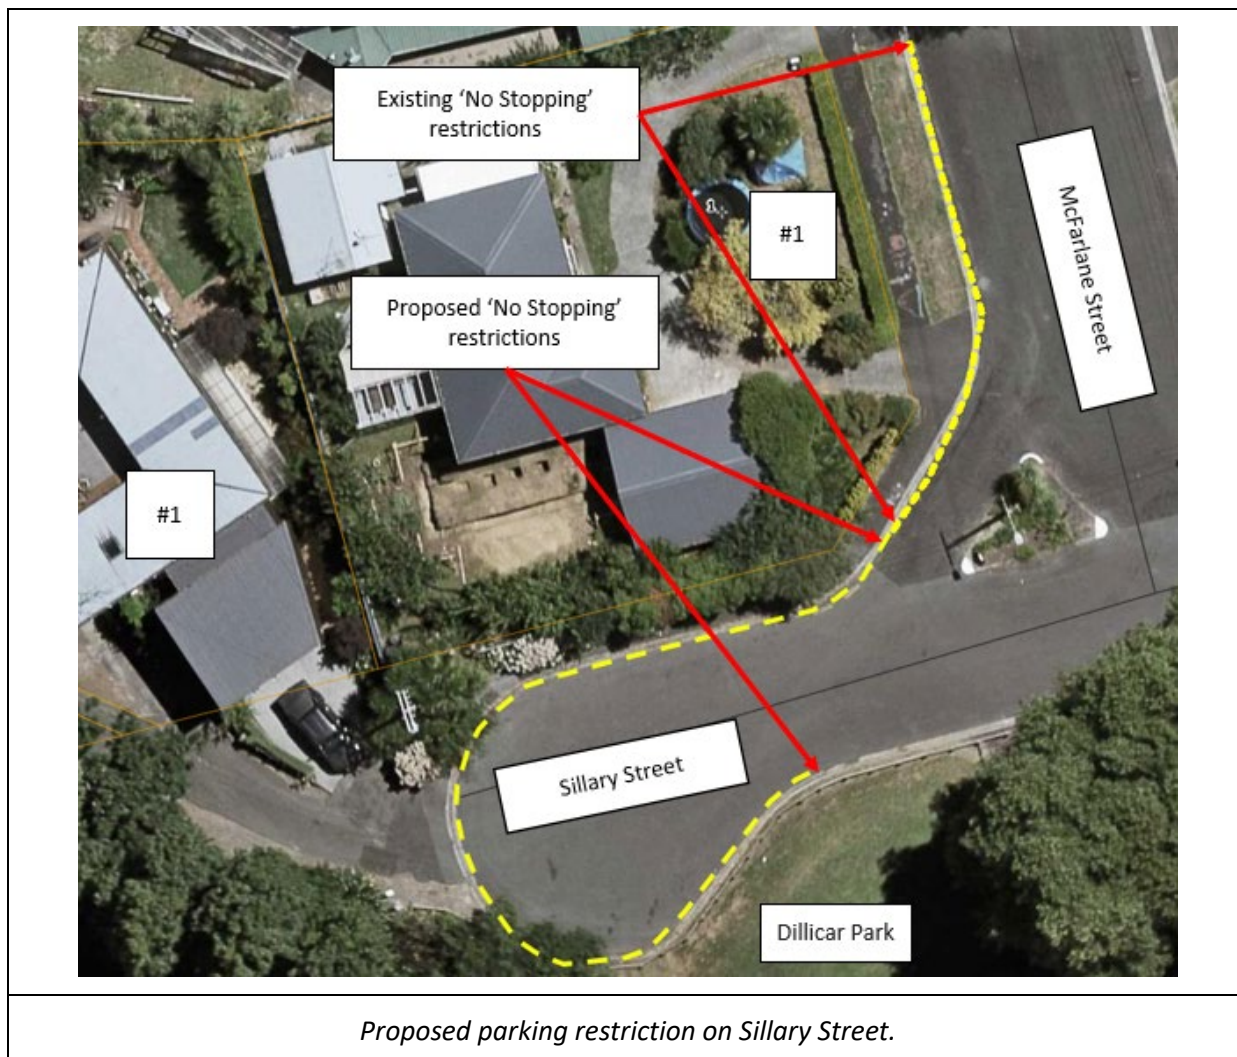 Existing ‘No Stopping’
restrictions
McFarlane Street
1
#1
Proposed ‘No Stopping’
restrictions
#1
Sillary Street
Dillicar Park
Proposed parking restriction on Sillary Street.